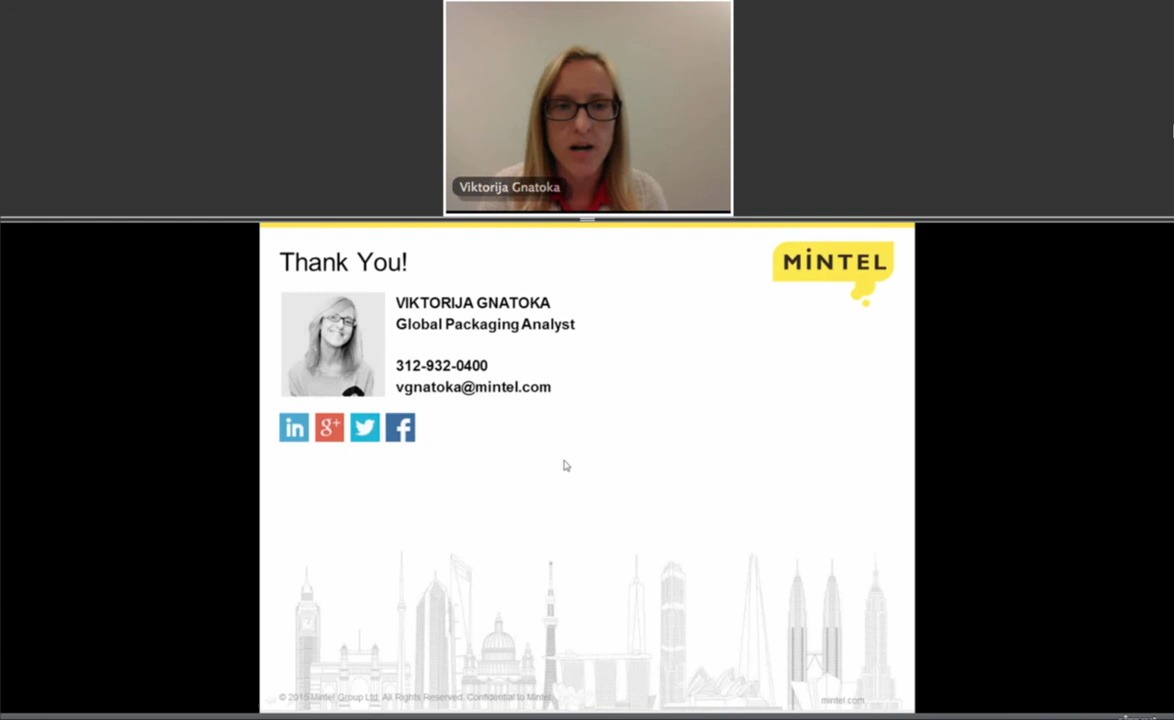 Viktorija Gnatoka
Thank You!
MiNTEL
VIKTORIJA GNATOKA
Global Packaging Analyst
312-932-0400
vgnatoka@mintel.com
in g+ f
© 2015 Mintel Group Ltd. All Rights Reserved. Confidential to Mintel.
mintel.com